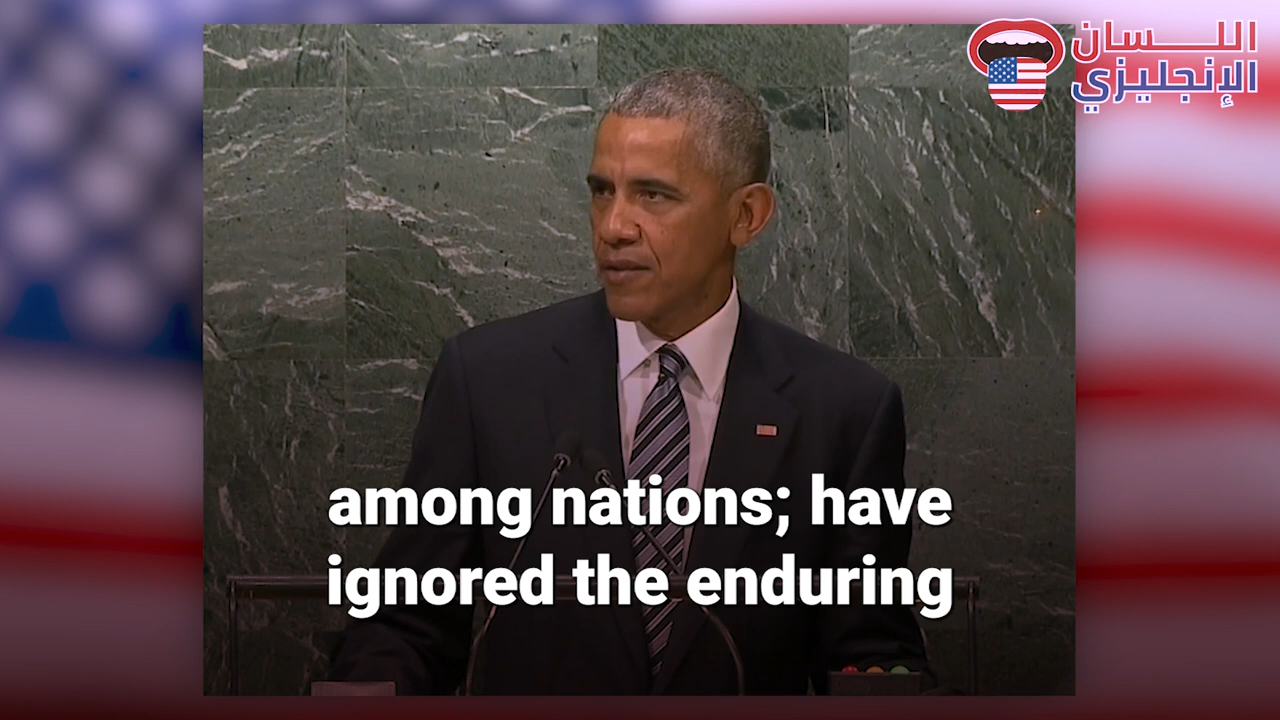 اللسان
الإنجليزي
among nations; have
ignored the enduring